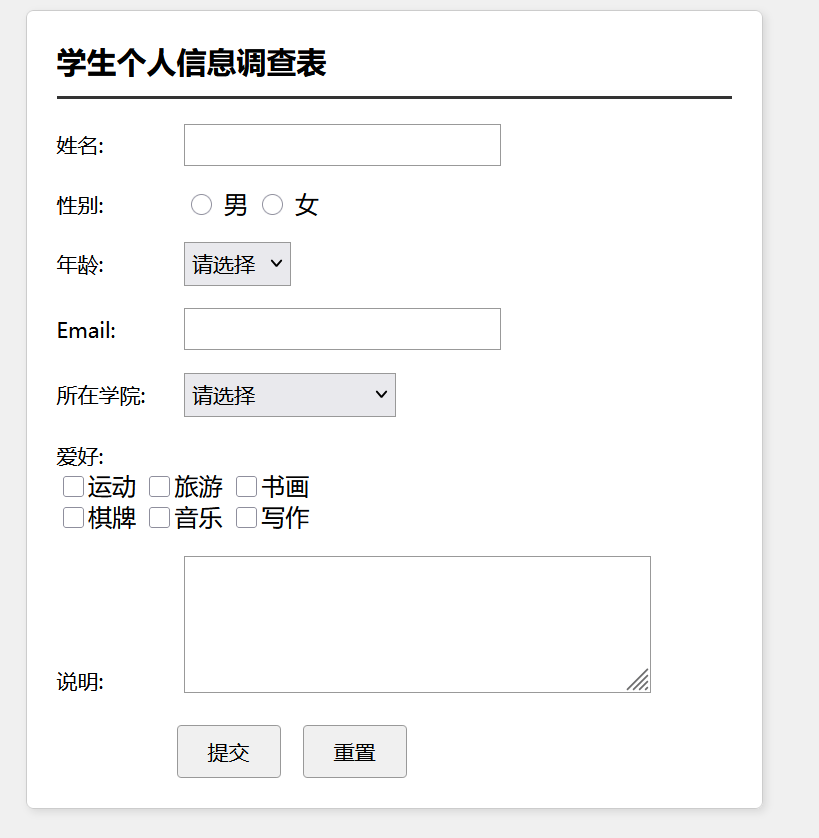 学生个人信息调查表
姓名:
性别: 男 女
年龄: 请选择
Email:
所在学院: 请选择
爱好:
运动 旅游 书画
棋牌 音乐 写作
说明:
提交 重置